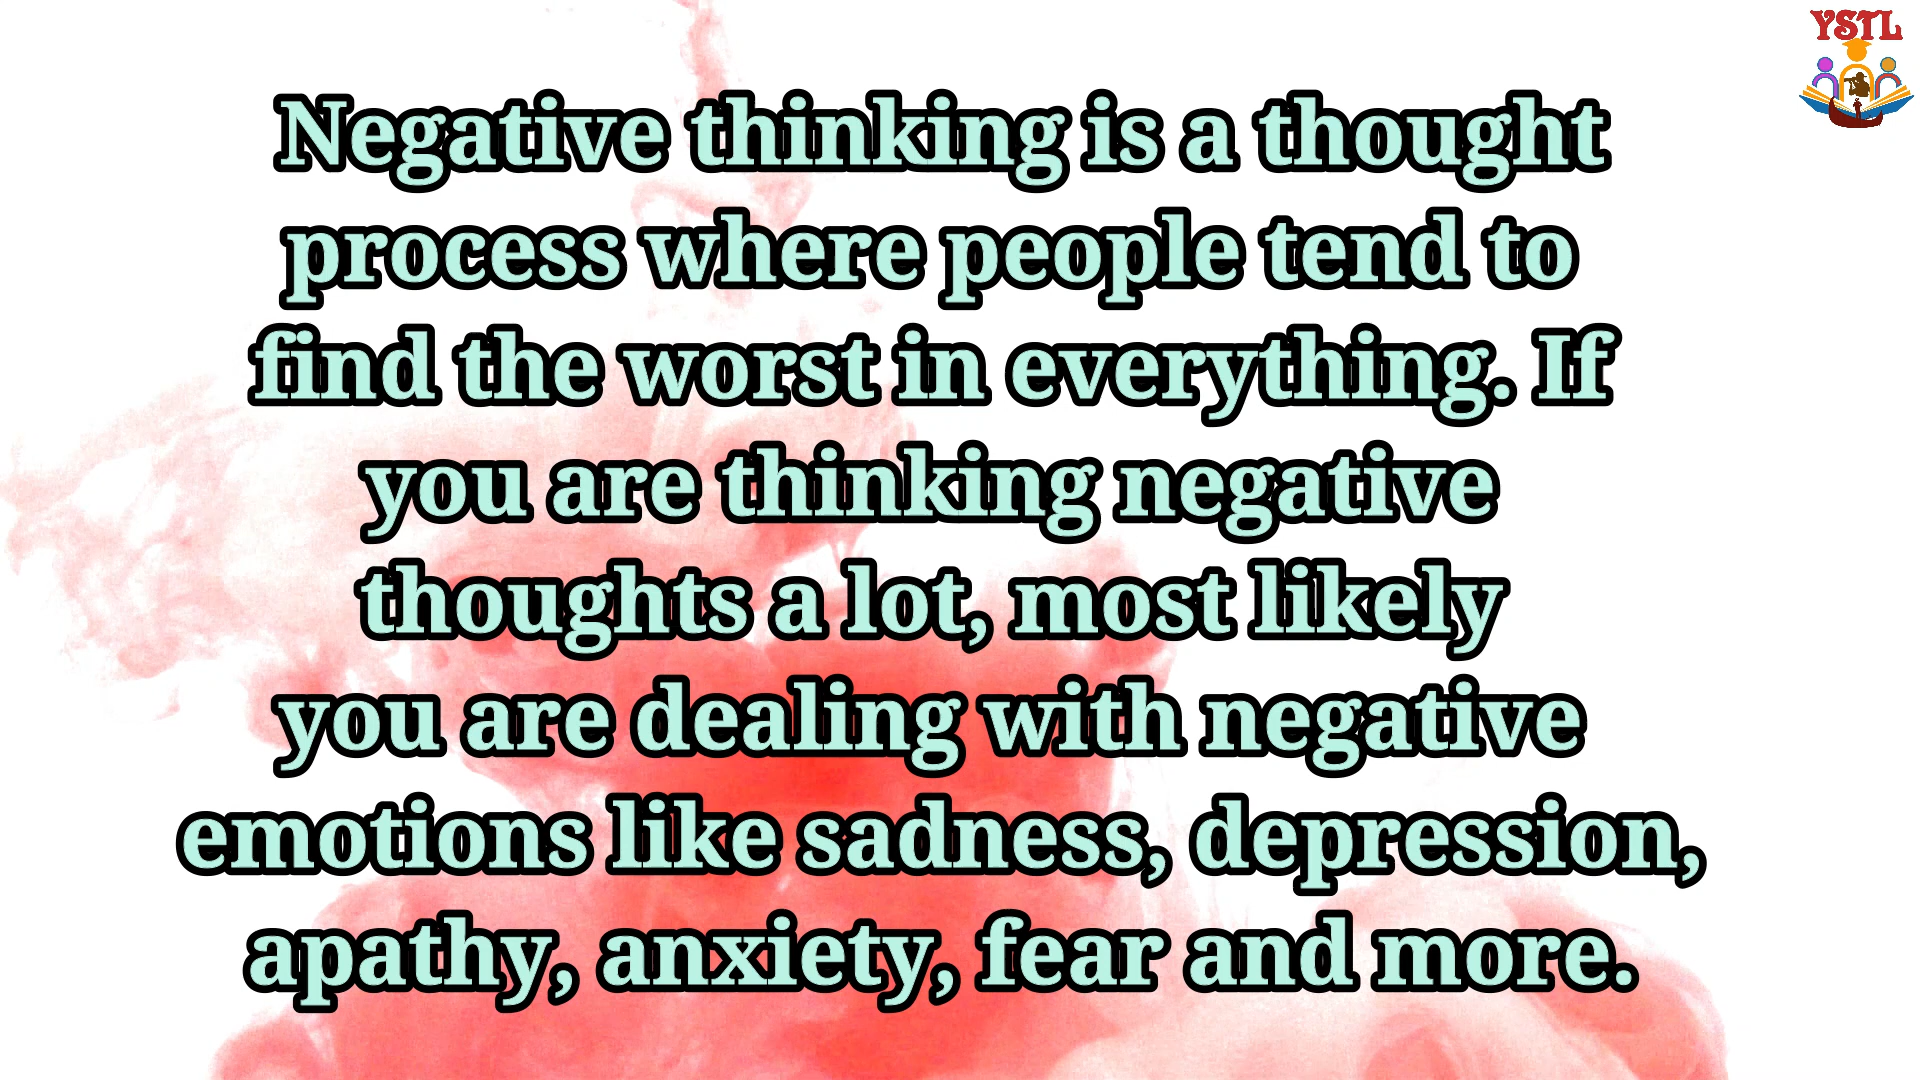 YSTL
Negative thinking is a thought
process where people tend to
find the worst in everything. If
you are thinking negative
thoughts a lot, most likely
you are dealing with negative
emotions like sadness, depression,
apathy, anxiety, fear and more.